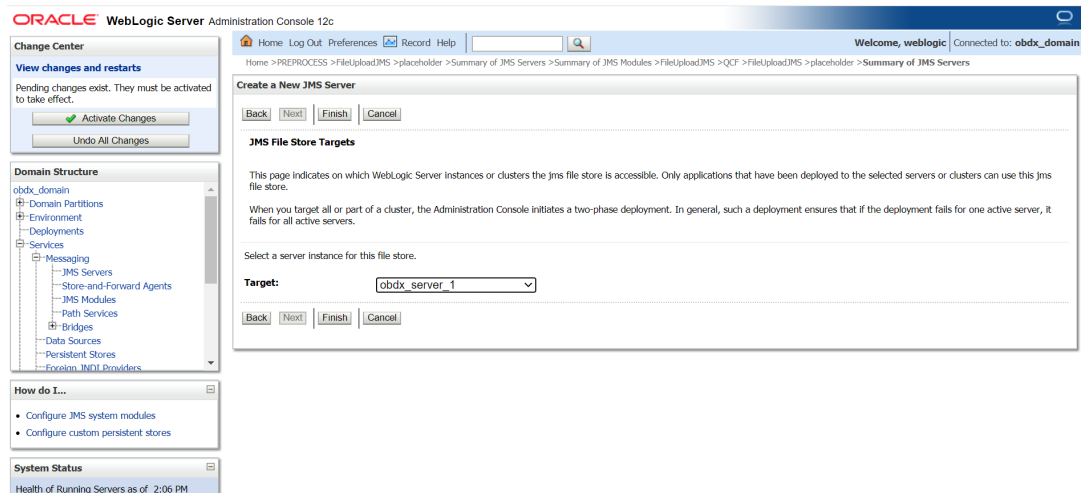 ORACLE WebLogic Server Administration Console 12c
Change Center
View changes and restarts
Pending changes exist. They must be activated
to take effect.
Activate Changes
Undo All Changes
Domain Structure
obdx_domain
Domain Partitions
Environment
Deployments
Services
Messaging
JMS Servers
Store-and-Forward Agents
JMS Modules
Path Services
Bridges
Data Sources
Persistent Stores
Foreign JNDI Providers
How do I...
Configure JMS system modules
Configure custom persistent stores
System Status
Health of Running Servers as of 2:06 PM
Home Log Out Preferences Record Help
Welcome, weblogic Connected to: obdx_domain
Home >PREPROCESS >FileUploadJMS >placeholder >Summary of JMS Servers >Summary of JMS Modules >FileUploadJMS >QCF >FileUploadJMS >placeholder >Summary of JMS Servers
Create a New JMS Server
Back Next Finish Cancel
JMS File Store Targets
This page indicates on which WebLogic Server instances or clusters the jms file store is accessible. Only applications that have been deployed to the selected servers or clusters can use this jms
file store.
When you target all or part of a cluster, the Administration Console initiates a two-phase deployment. In general, such a deployment ensures that if the deployment fails for one active server, it
fails for all active servers.
Select a server instance for this file store.
Target: obdx_server_1
Back Next Finish Cancel